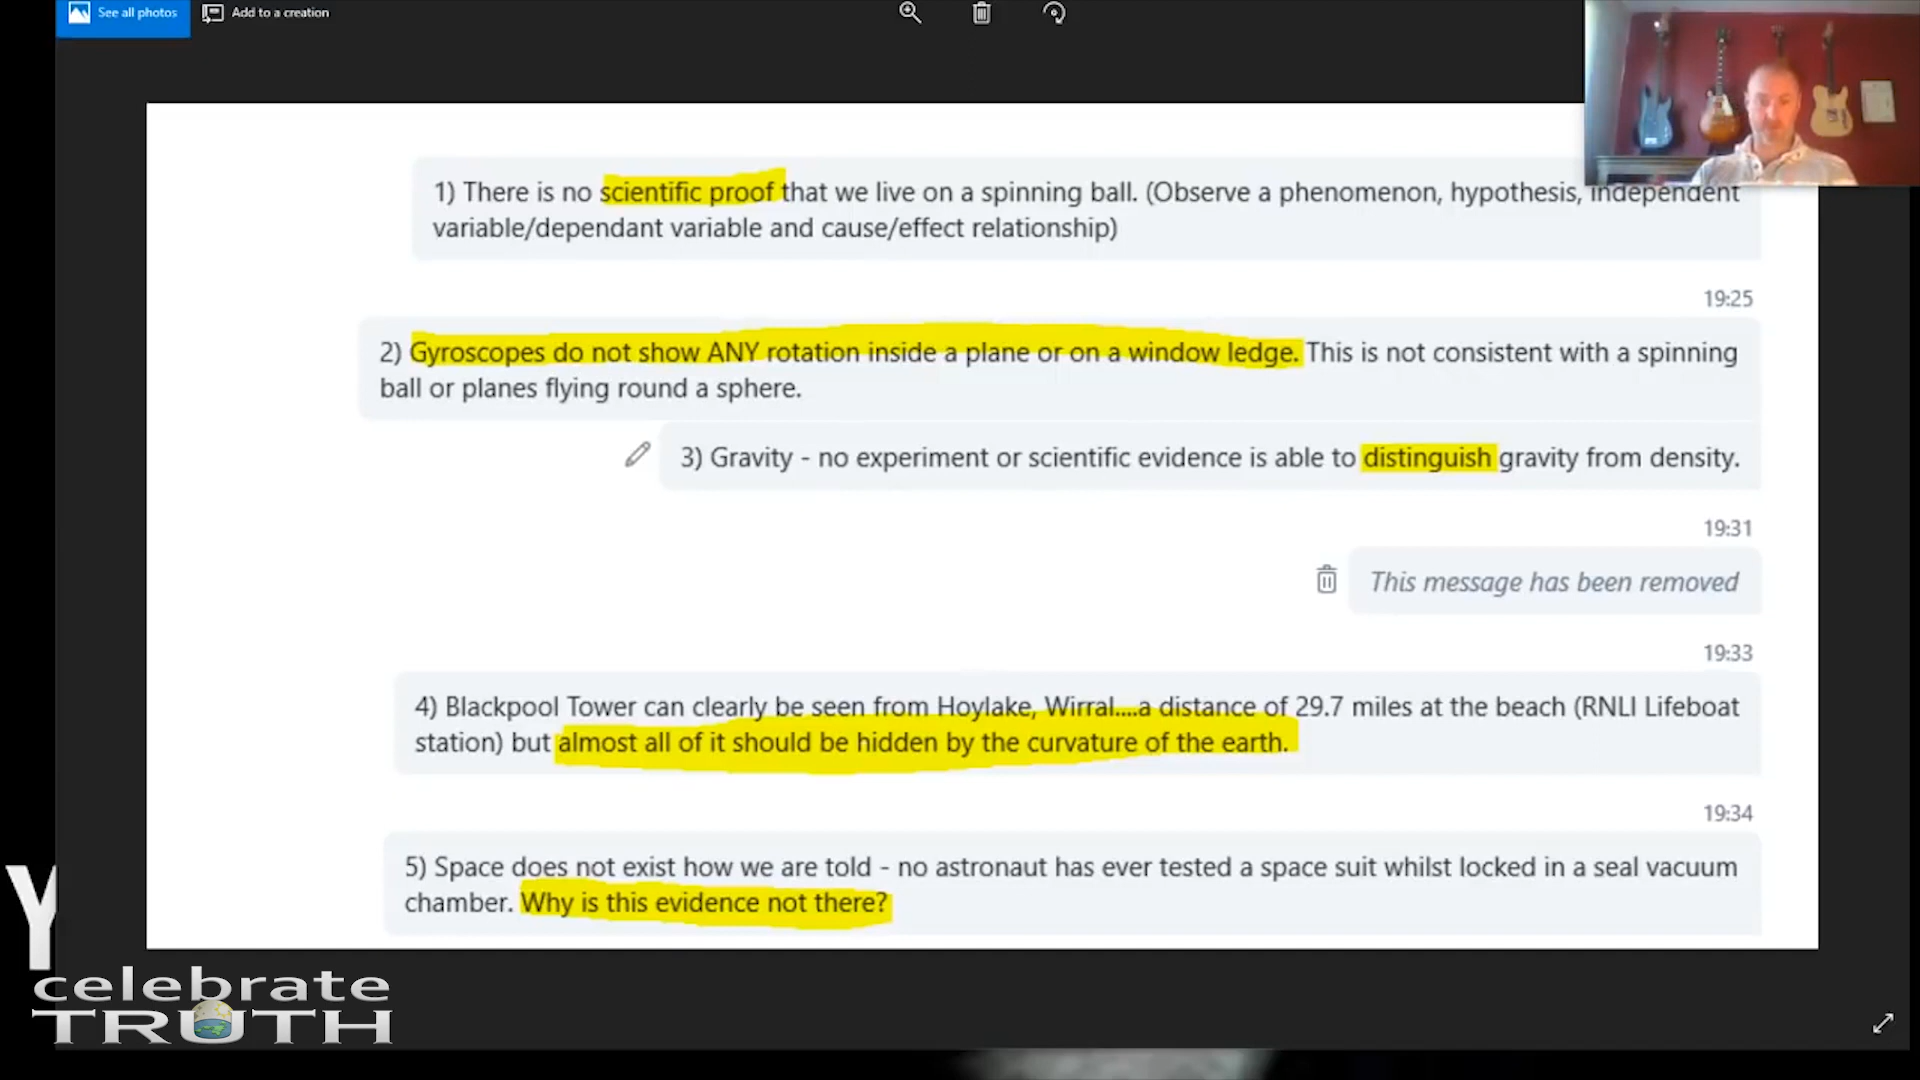 See all photos
Add to a creation
1) There is no scientific proof that we live on a spinning ball. (Observe a phenomenon, hypothesis, independent
variable/dependant variable and cause/effect relationship)
19:25
2) Gyroscopes do not show ANY rotation inside a plane or on a window ledge. This is not consistent with a spinning
ball or planes flying round a sphere.
3) Gravity - no experiment or scientific evidence is able to distinguish gravity from density.
19:31
This message has been removed
19:33
4) Blackpool Tower can clearly be seen from Hoylake, Wirral....a distance of 29.7 miles at the beach (RNLI Lifeboat
station) but almost all of it should be hidden by the curvature of the earth.
19:34
5) Space does not exist how we are told - no astronaut has ever tested a space suit whilst locked in a seal vacuum
chamber. Why is this evidence not there?
Y
celebrate
TRUTH